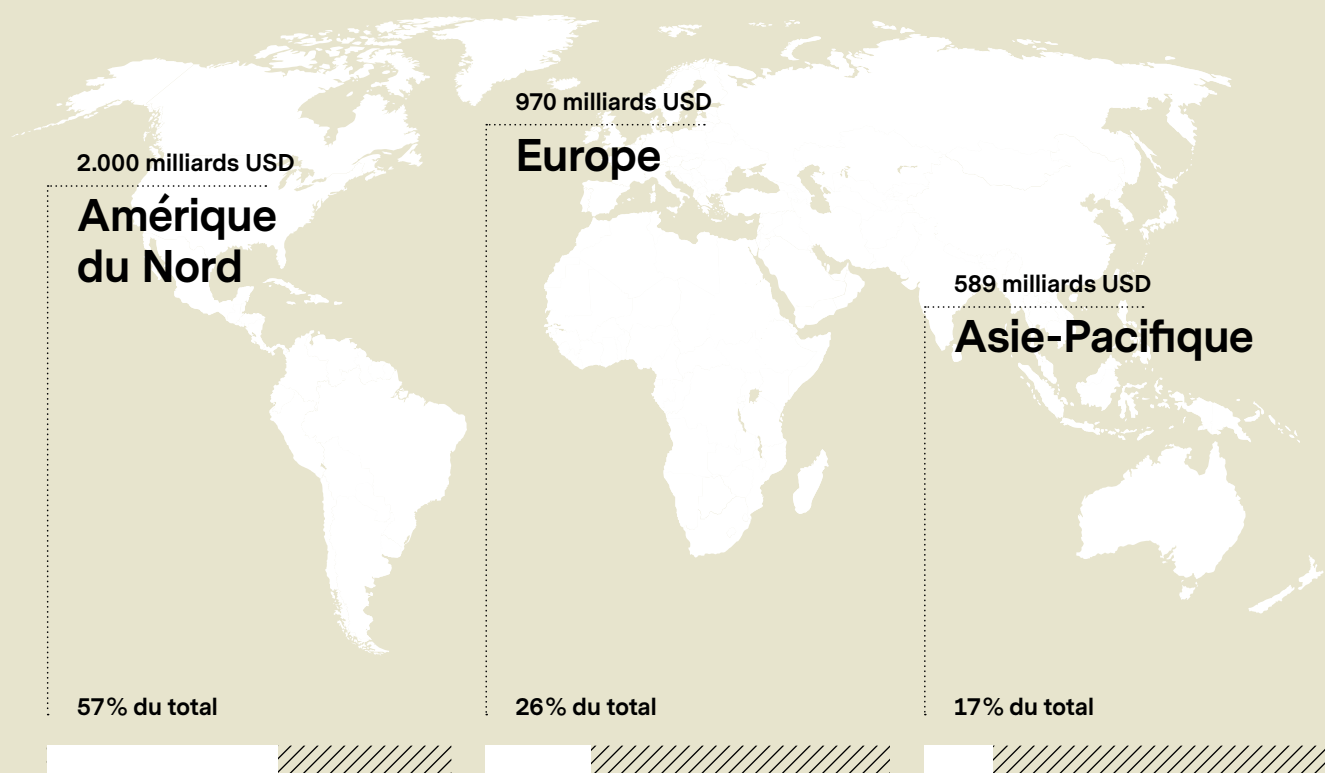 970 milliards USD
Europe
2.000 milliards USD
Amérique
du Nord
589 milliards USD
Asie-Pacifique
57% du total
26% du total
17% du total